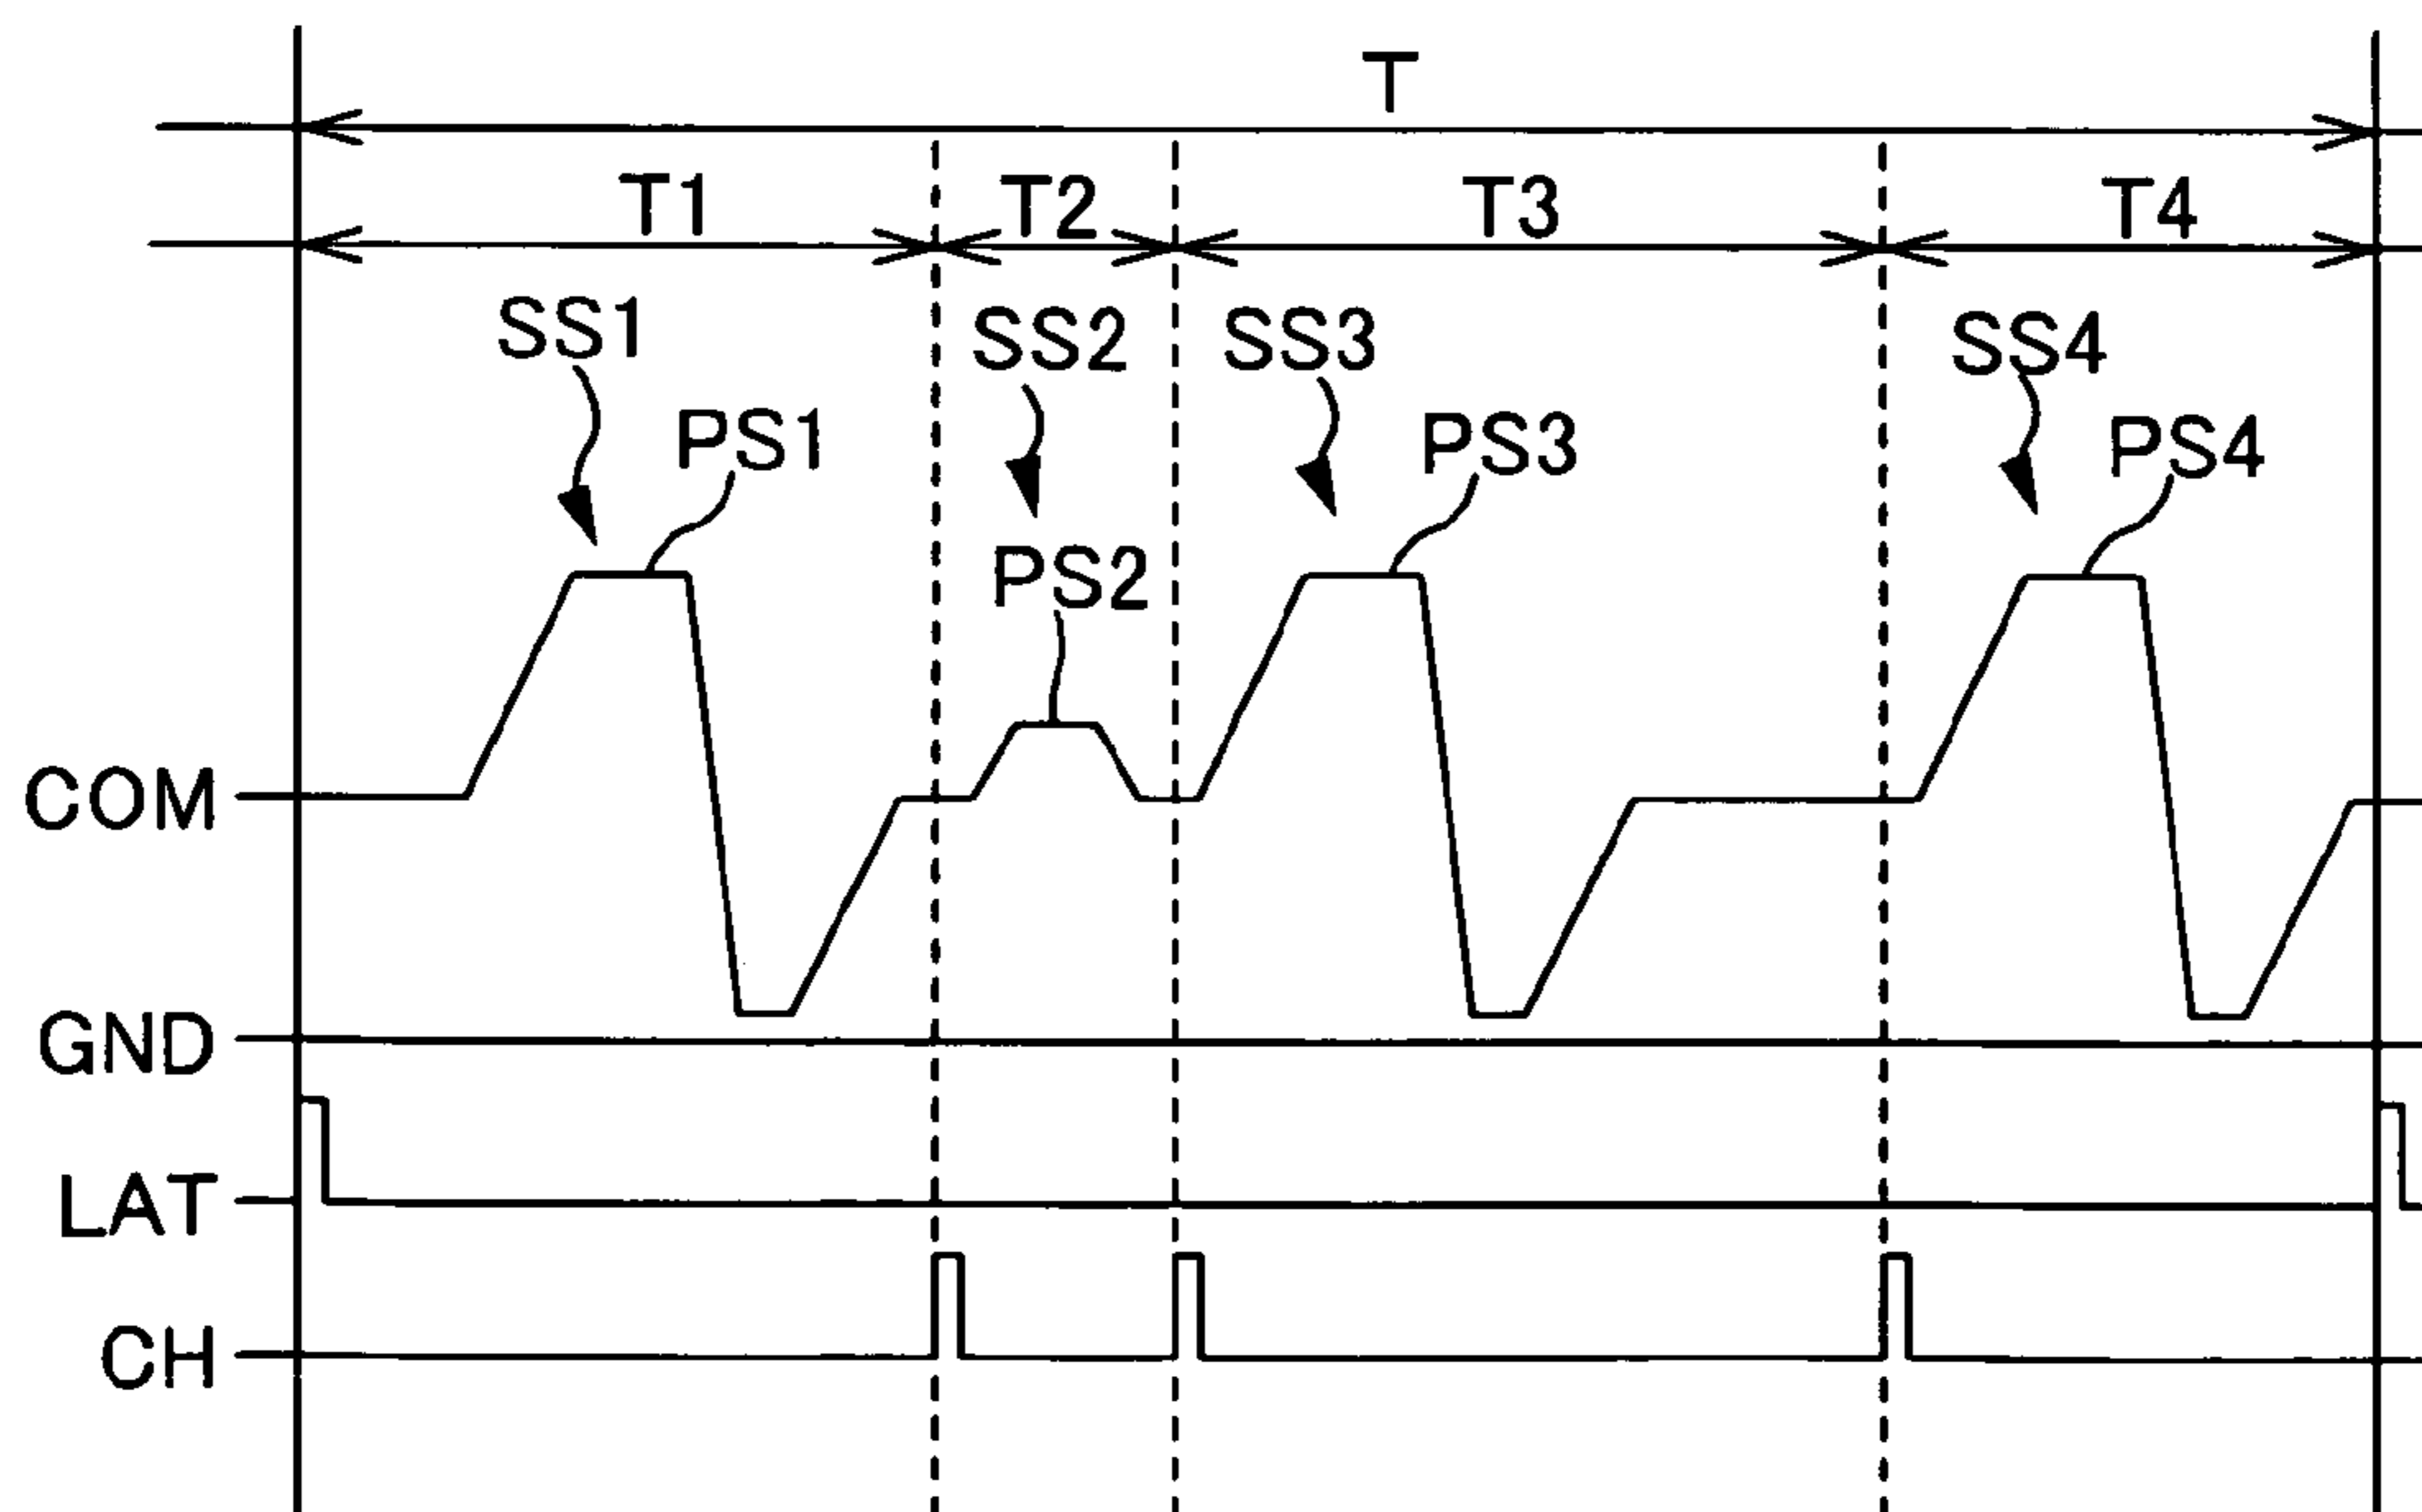 T
T1 T2 T3 T4
SS1 SS2 SS3 SS4
PS1 PS3 PS4
PS2
COM
GND
LAT
CH